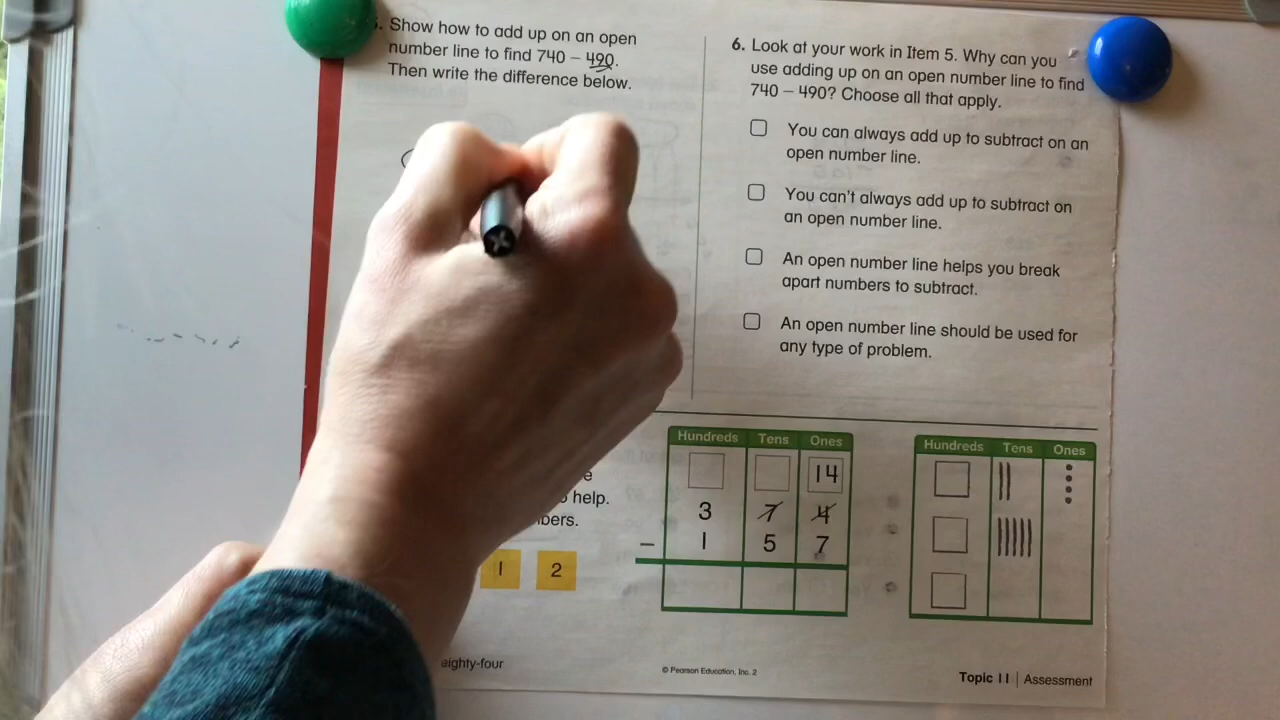 Show how to add up on an open
number line to find 740 – 490.
Then write the difference below.
6. Look at your work in Item 5. Why can you
use adding up on an open number line to find
740 – 490? Choose all that apply.
You can always add up to subtract on an
open number line.
You can't always add up to subtract on
an open number line.
An open number line helps you break
apart numbers to subtract.
An open number line should be used for
any type of problem.
help.
1 2
Hundreds Tens Ones
14
3 7 4
– 1 5 7
Hundreds Tens Ones
eighty-four
© Pearson Education, Inc. 2
Topic 11 | Assessment